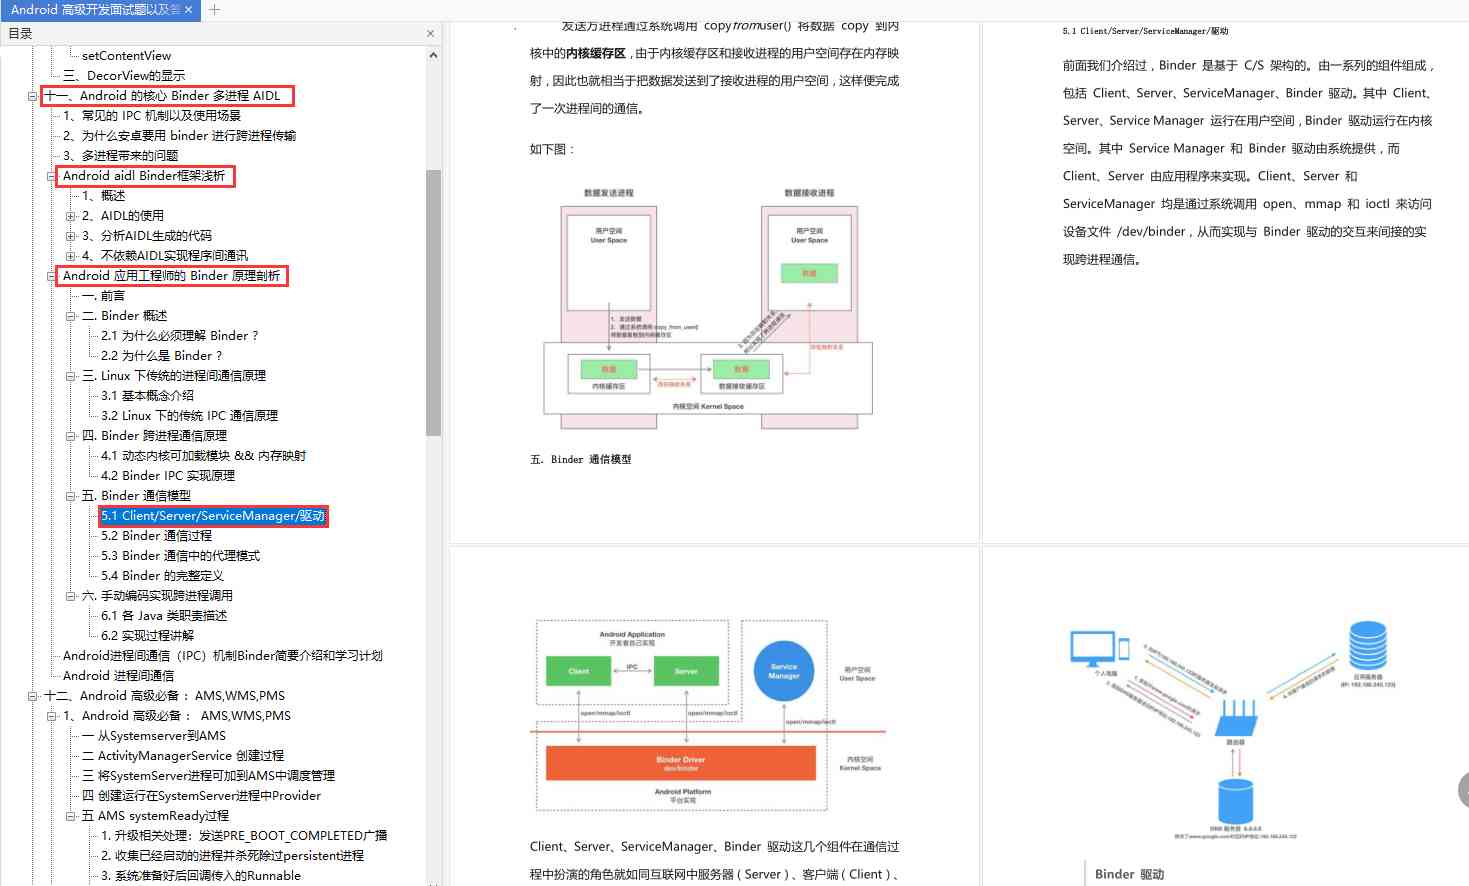 Android 高级开发面试题以及答
目录
setContentView
三、DecorView的显示
十一、Android 的核心 Binder 多进程 AIDL
1、常见的 IPC 机制以及使用场景
2、为什么安卓要用 binder 进行跨进程传输
3、多进程带来的问题
Android aidl Binder框架浅析
1、概述
2、AIDL的使用
3、分析AIDL生成的代码
4、不依赖AIDL实现程序间通讯
Android 应用工程师的 Binder 原理剖析
一. 前言
二. Binder 概述
2.1 为什么必须理解 Binder ?
2.2 为什么是 Binder ?
三. Linux 下传统的进程间通信原理
3.1 基本概念介绍
3.2 Linux 下的传统 IPC 通信原理
四. Binder 跨进程通信原理
4.1 动态内核可加载模块 && 内存映射
4.2 Binder IPC 实现原理
五. Binder 通信模型
5.1 Client/Server/ServiceManager/驱动
5.2 Binder 通信过程
5.3 Binder 通信中的代理模式
5.4 Binder 的完整定义
六. 手动编码实现跨进程调用
6.1 各 Java 类职责描述
6.2 实现过程讲解
Android进程间通信（IPC）机制Binder简要介绍和学习计划
Android 进程间通信
十二、Android 高级必备 ：AMS,WMS,PMS
1、Android 高级必备 ： AMS,WMS,PMS
一 从Systemserver到AMS
二 ActivityManagerService 创建过程
三 将SystemServer进程可加到AMS中调度管理
四 创建运行在SystemServer进程中Provider
五 AMS systemReady过程
1. 升级相关处理：发送PRE_BOOT_COMPLETED广播
2. 收集已经启动的进程并杀死除过persistent进程
3. 系统准备好后回调传入的Runnable
发送方进程通过系统调用 copyfromuser() 将数据 copy 到内
核中的内核缓存区，由于内核缓存区和接收进程的用户空间存在内存映
射，因此也就相当于把数据发送到了接收进程的用户空间，这样便完成
了一次进程间的通信。
如下图：
数据发送进程
数据接收进程
用户空间
User Space
用户空间
User Space
数据
1、发送数据
2、通过系统调用 copy_from_user()
将数据拷贝到内核缓存区
存在映射关系
数据
数据
内核缓存区
存在映射关系
数据接收缓存区
内核空间 Kernel Space
五. Binder 通信模型
5.1 Client/Server/ServiceManager/驱动
前面我们介绍过，Binder 是基于 C/S 架构的。由一系列的组件组成，
包括 Client、Server、ServiceManager、Binder 驱动。其中 Client、
Server、Service Manager 运行在用户空间，Binder 驱动运行在内核
空间。其中 Service Manager 和 Binder 驱动由系统提供，而
Client、Server 由应用程序来实现。Client、Server 和
ServiceManager 均是通过系统调用 open、mmap 和 ioctl 来访问
设备文件 /dev/binder，从而实现与 Binder 驱动的交互来间接的实
现跨进程通信。
Android Application
开发者自己实现
Client
IPC
Server
Service
Manager
用户空间
User Space
open/mmap/ioctl
open/mmap/ioctl
open/mmap/ioctl
Binder Driver
dev/binder
内核空间
Kernel Space
Android Platform
平台实现
Client、Server、ServiceManager、Binder 驱动这几个组件在通信过
程中扮演的角色就如同互联网中服务器（Server）、客户端（Client）、
个人电脑
应用服务器
(IP: 192.168.240.123)
路由器
DNS 服务器 8.8.8.8
Binder 驱动